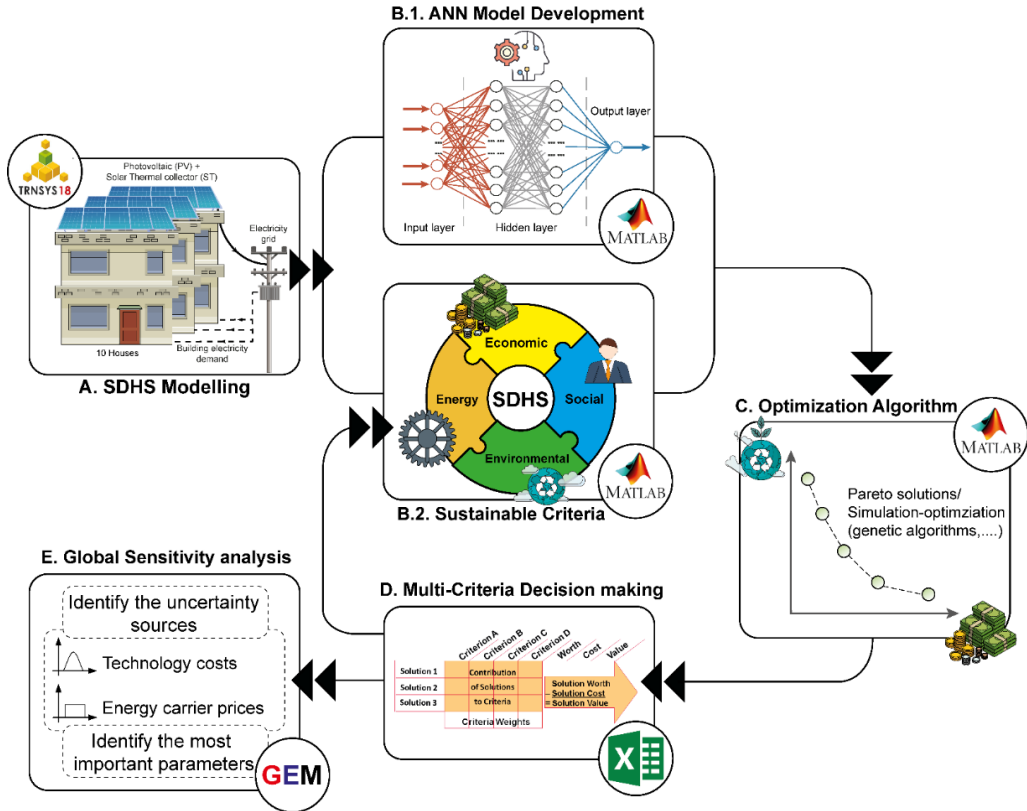 B.1. ANN Model Development
Output layer
Input layer
Hidden layer
MATLAB
TRNSYS18
Photovoltaic (PV) +
Solar Thermal collector (ST)
Electricity
grid
10 Houses
Building electricity
demand
A. SDHS Modelling
Economic
Energy
SDHS
Social
Environmental
MATLAB
B.2. Sustainable Criteria
C. Optimization Algorithm
MATLAB
Pareto solutions/
Simulation-optimziation
(genetic algorithms,....)
D. Multi-Criteria Decision making
Criterion A
Criterion B
Criterion C
Criterion D
Worth
Cost
Value
Solution 1
Solution 2
Solution 3
Contribution
of Solutions
to Criteria
Solution Worth
– Solution Cost
= Solution Value
Criteria Weights
X
E. Global Sensitivity analysis
Identify the uncertainty
sources
Technology costs
Energy carrier prices
Identify the most
important parameters
GEM